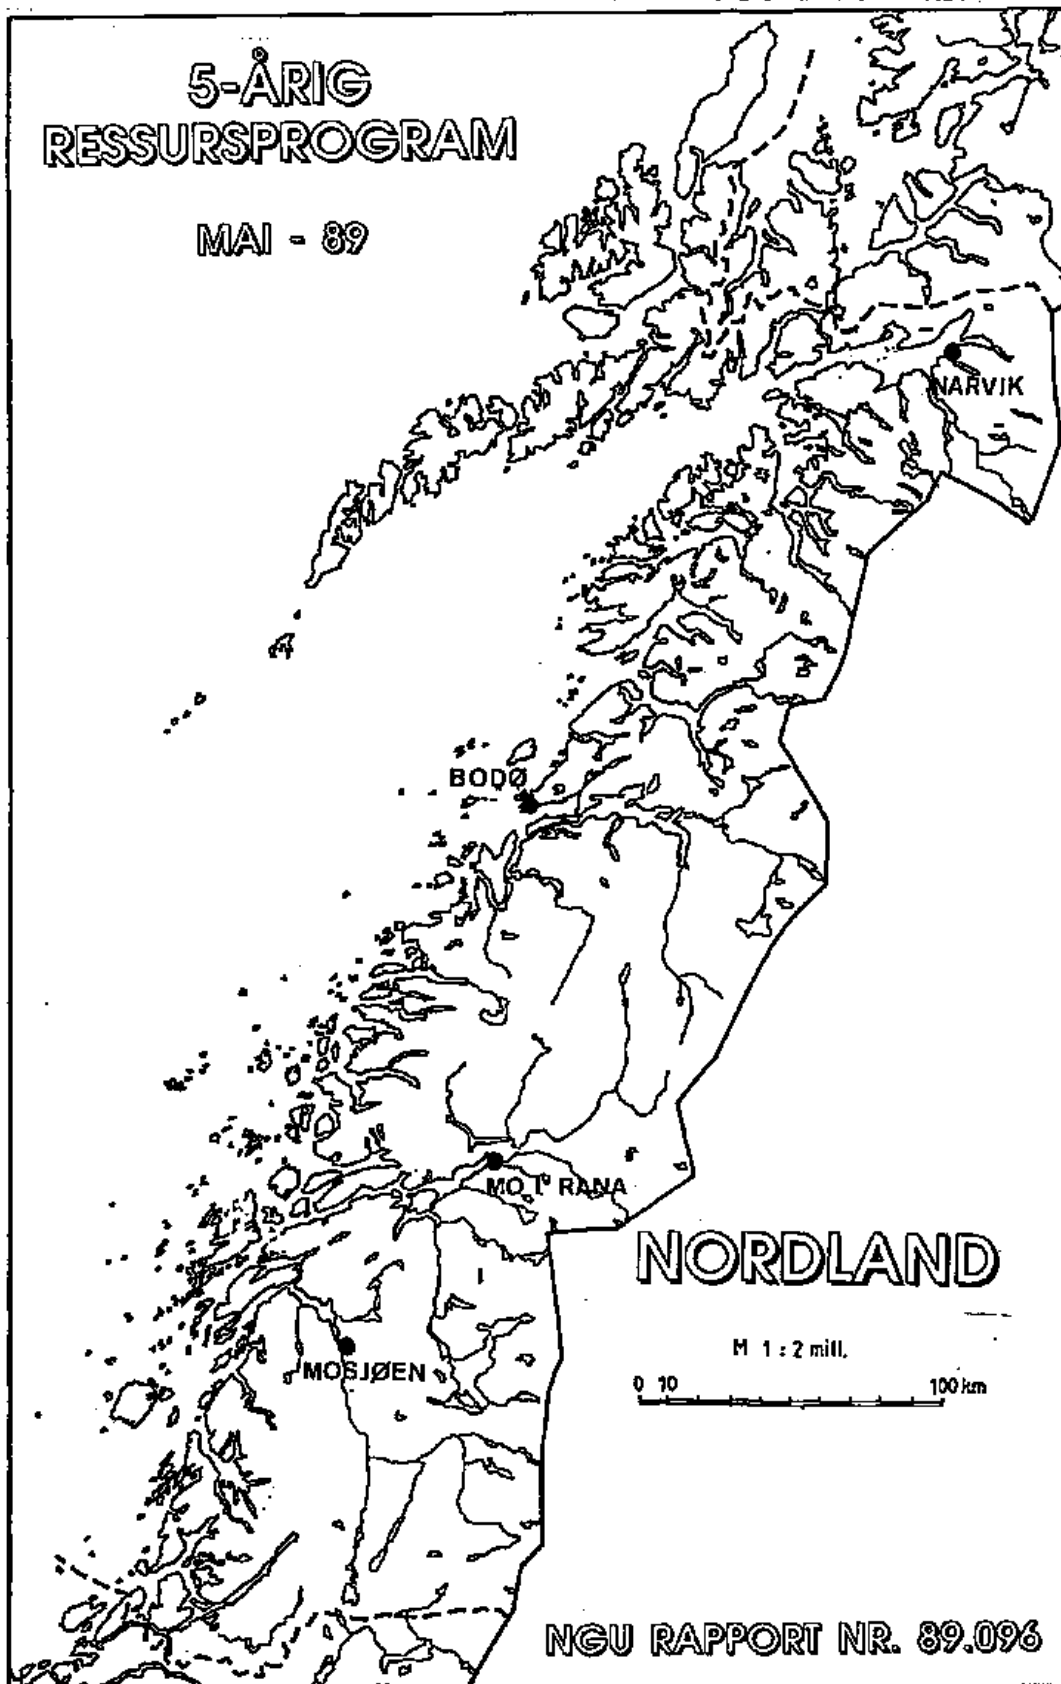 5-ÅRIG
RESSURSPROGRAM
MAI - 89
NARVIK
BODØ
MO I RANA
NORDLAND
M 1 : 2 mill.
0 10 100 km
MOSJØEN
NGU RAPPORT NR. 89.096